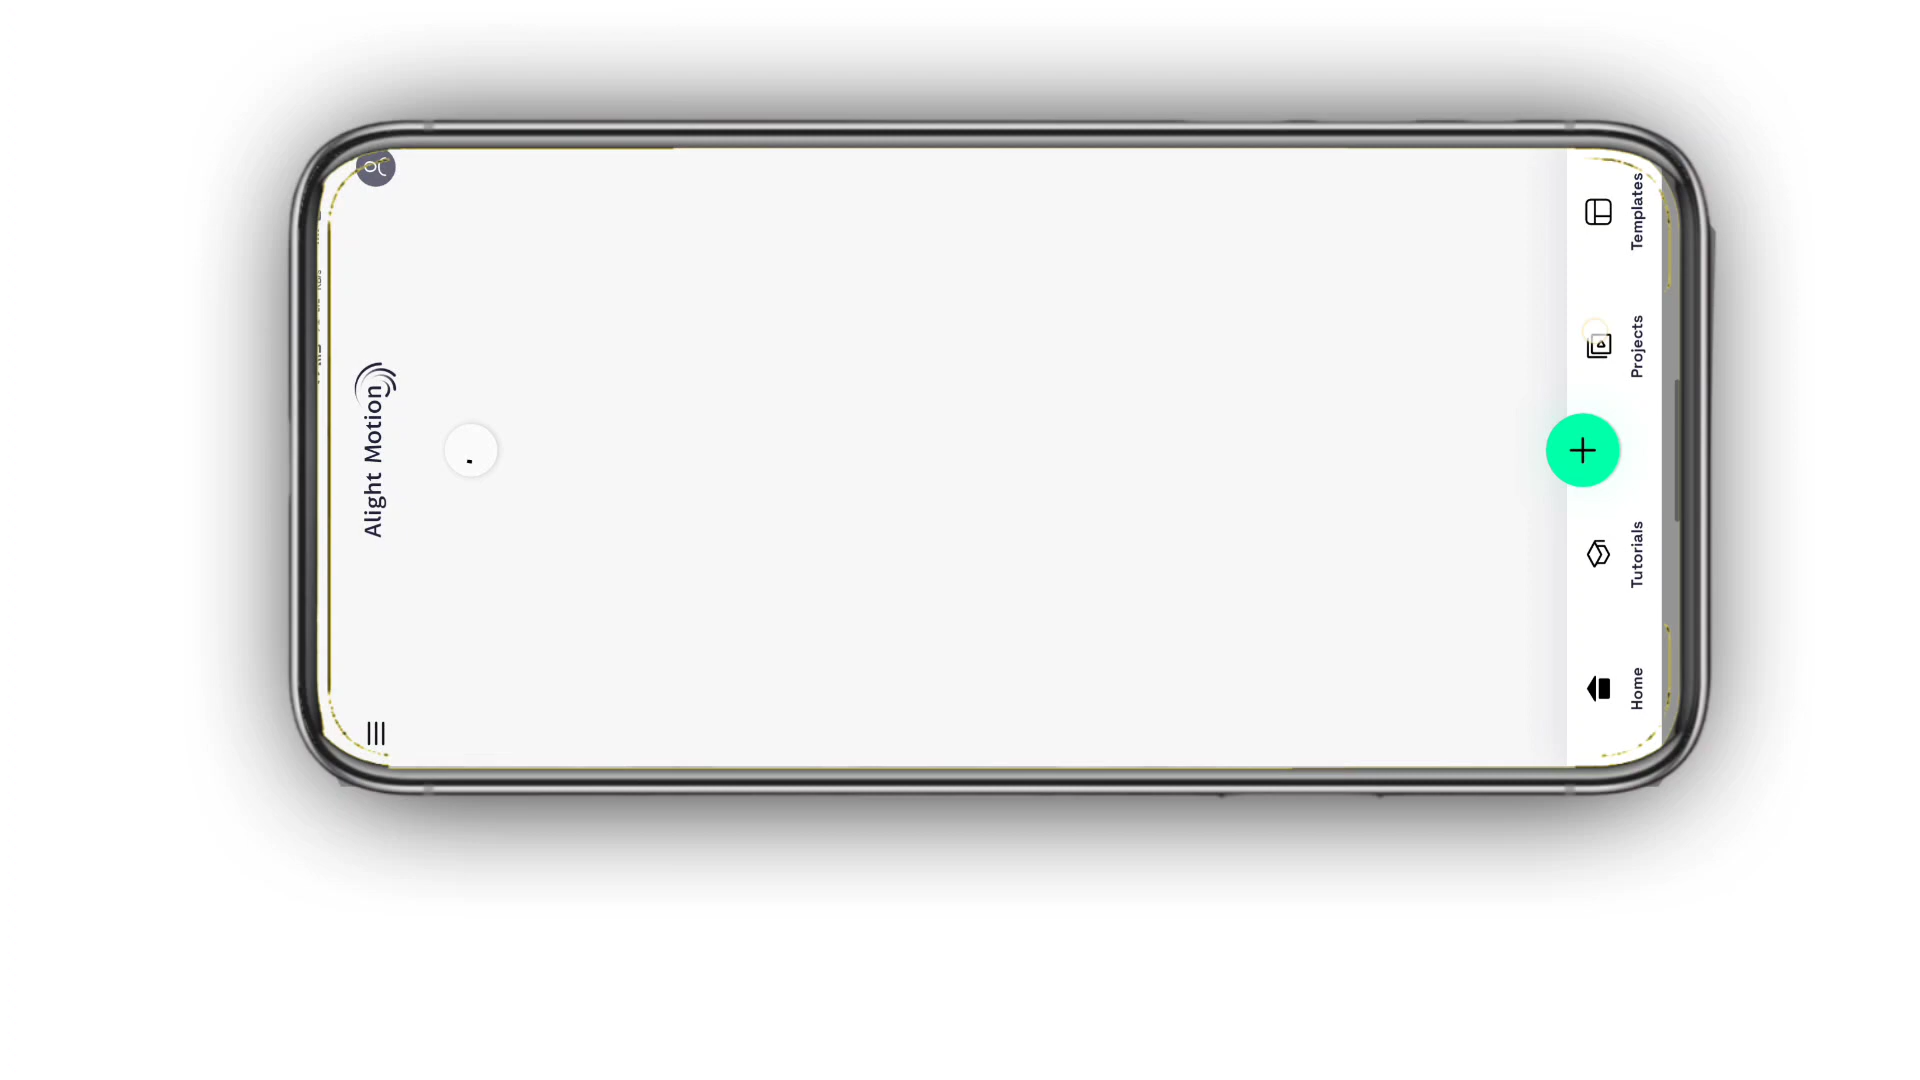 Alight Motion
Home
Tutorials
Projects
Templates